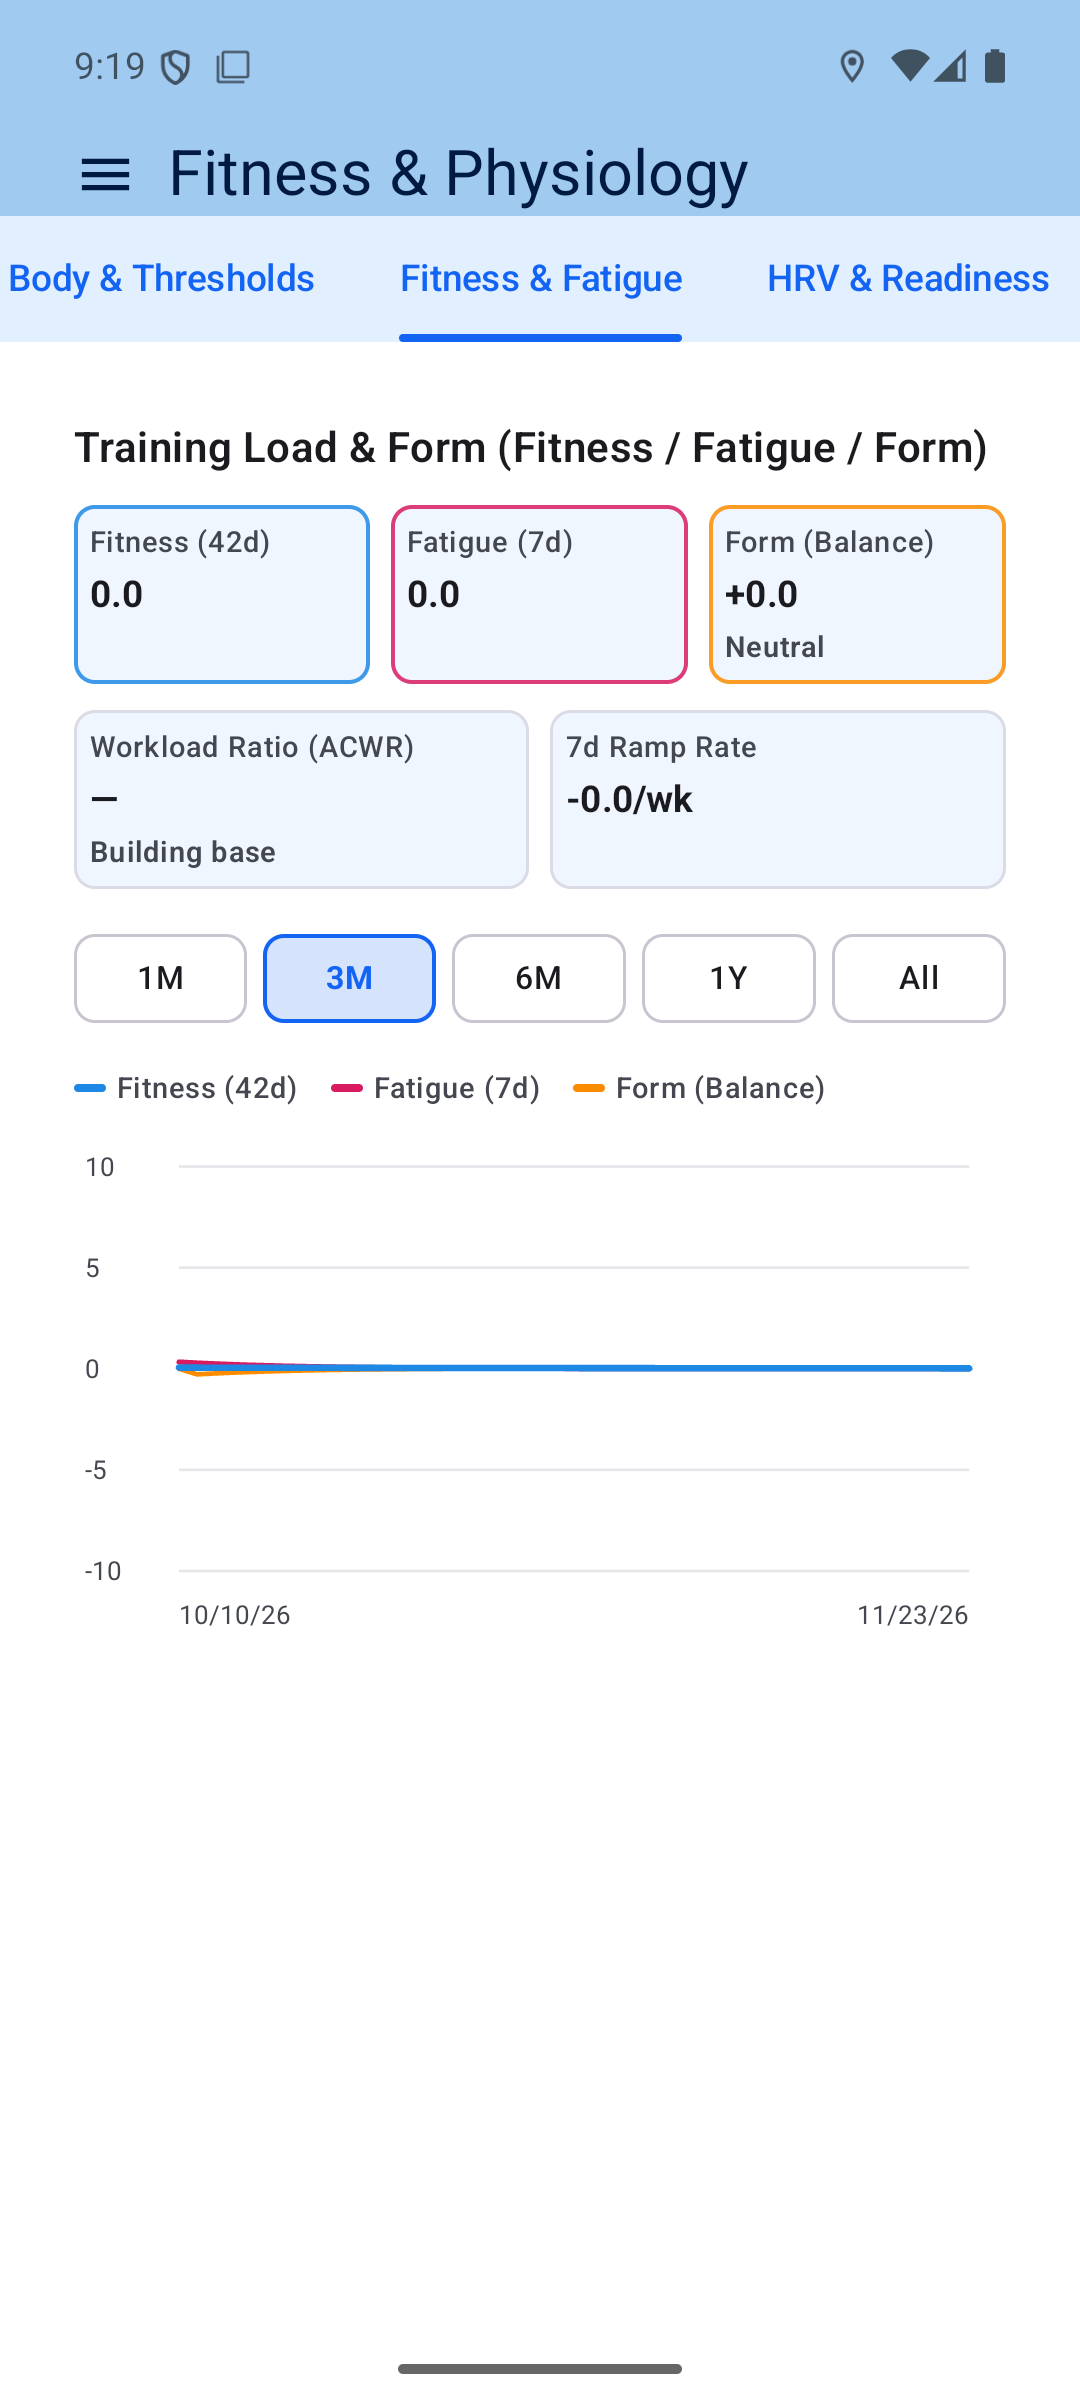 9:19
Fitness & Physiology
Body & Thresholds Fitness & Fatigue HRV & Readiness
Training Load & Form (Fitness / Fatigue / Form)
Fitness (42d) Fatigue (7d) Form (Balance)
0.0 0.0 +0.0
Neutral
Workload Ratio (ACWR) 7d Ramp Rate
— -0.0/wk
Building base
1M 3M 6M 1Y All
Fitness (42d) Fatigue (7d) Form (Balance)
10
5
0
-5
-10
10/10/26 11/23/26